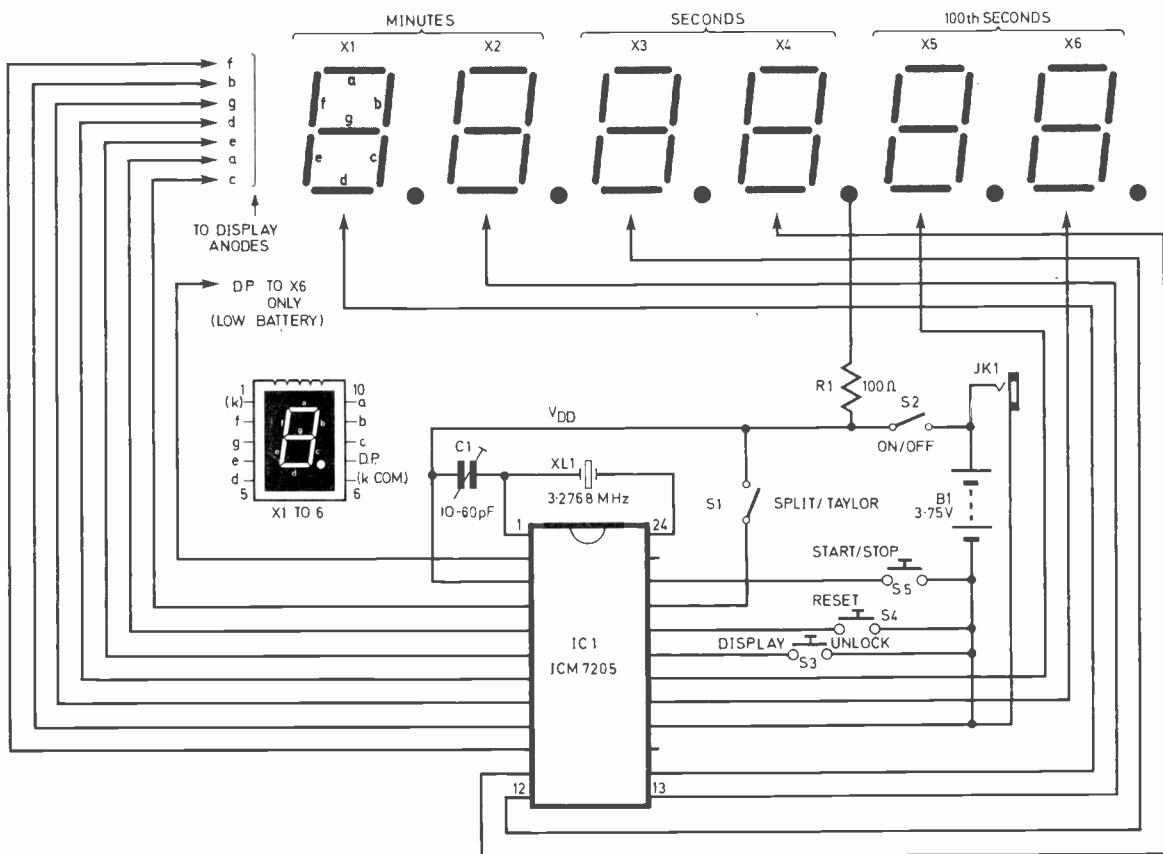 MINUTES SECONDS 100th SECONDS
X1 X2 X3 X4 X5 X6
f
b
g
d
e
a
c
a
f b
g
e c
d
TO DISPLAY
ANODES
DP TO X6
ONLY
(LOW BATTERY)
1 10
(k) a
f b
g c
e D.P.
d (k COM)
5 6
a
f b
g
e c
d
X1 TO 6
VDD
C1
10-60pF
XL1
3·2768 MHz
R1 100Ω
S2
ON/OFF
JK1
S1 SPLIT/TAYLOR
B1
3·75V
START/STOP
S5
RESET
S4
DISPLAY UNLOCK
S3
1 24
IC 1
ICM 7205
12 13